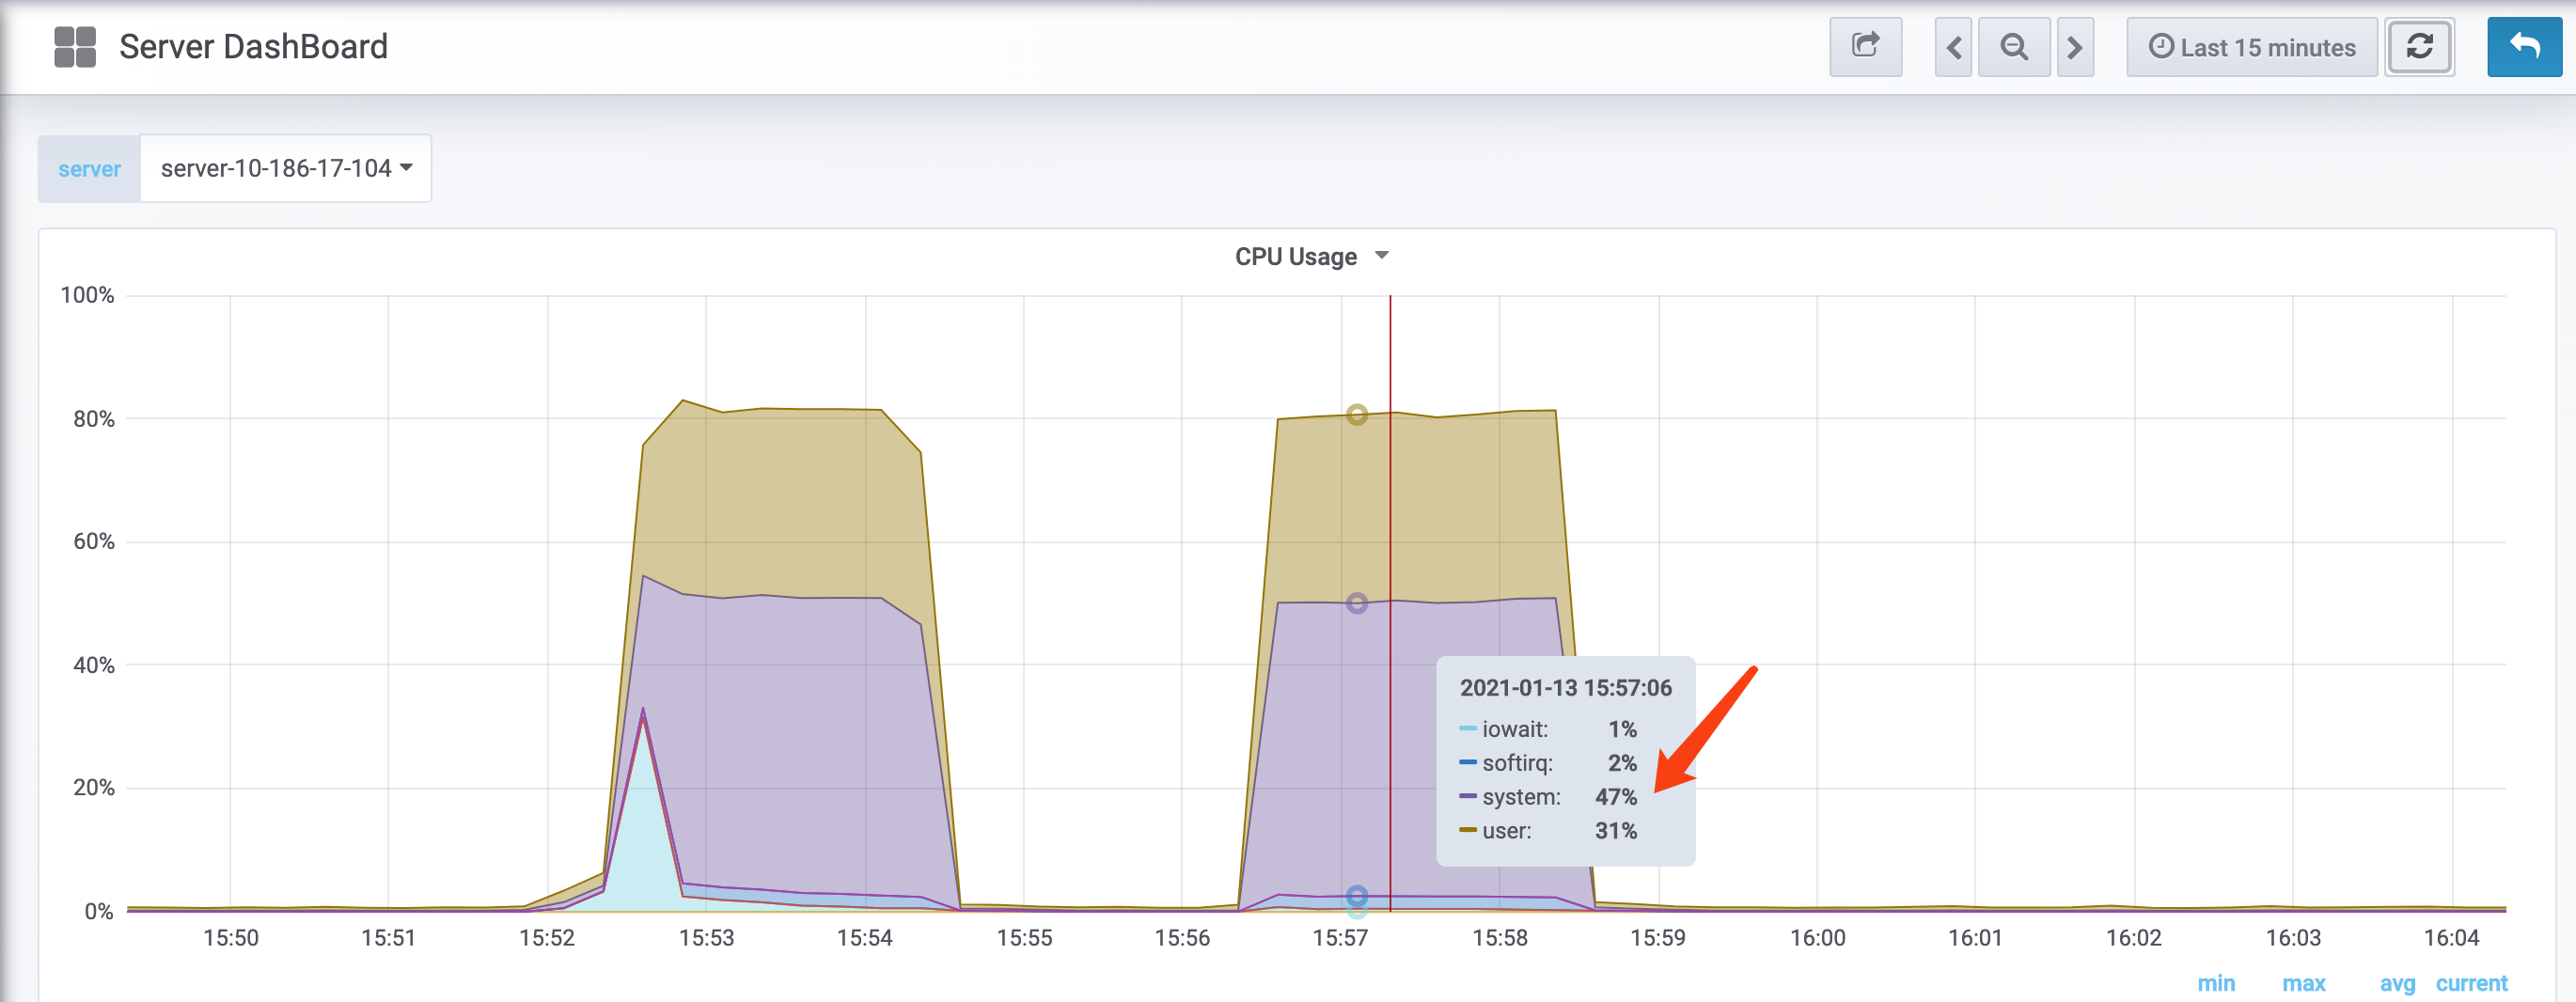 Server DashBoard
Last 15 minutes
server server-10-186-17-104
CPU Usage
100%
80%
60%
40%
20%
0%
2021-01-13 15:57:06
iowait: 1%
softirq: 2%
system: 47%
user: 31%
15:50 15:51 15:52 15:53 15:54 15:55 15:56 15:57 15:58 15:59 16:00 16:01 16:02 16:03 16:04
min max avg current